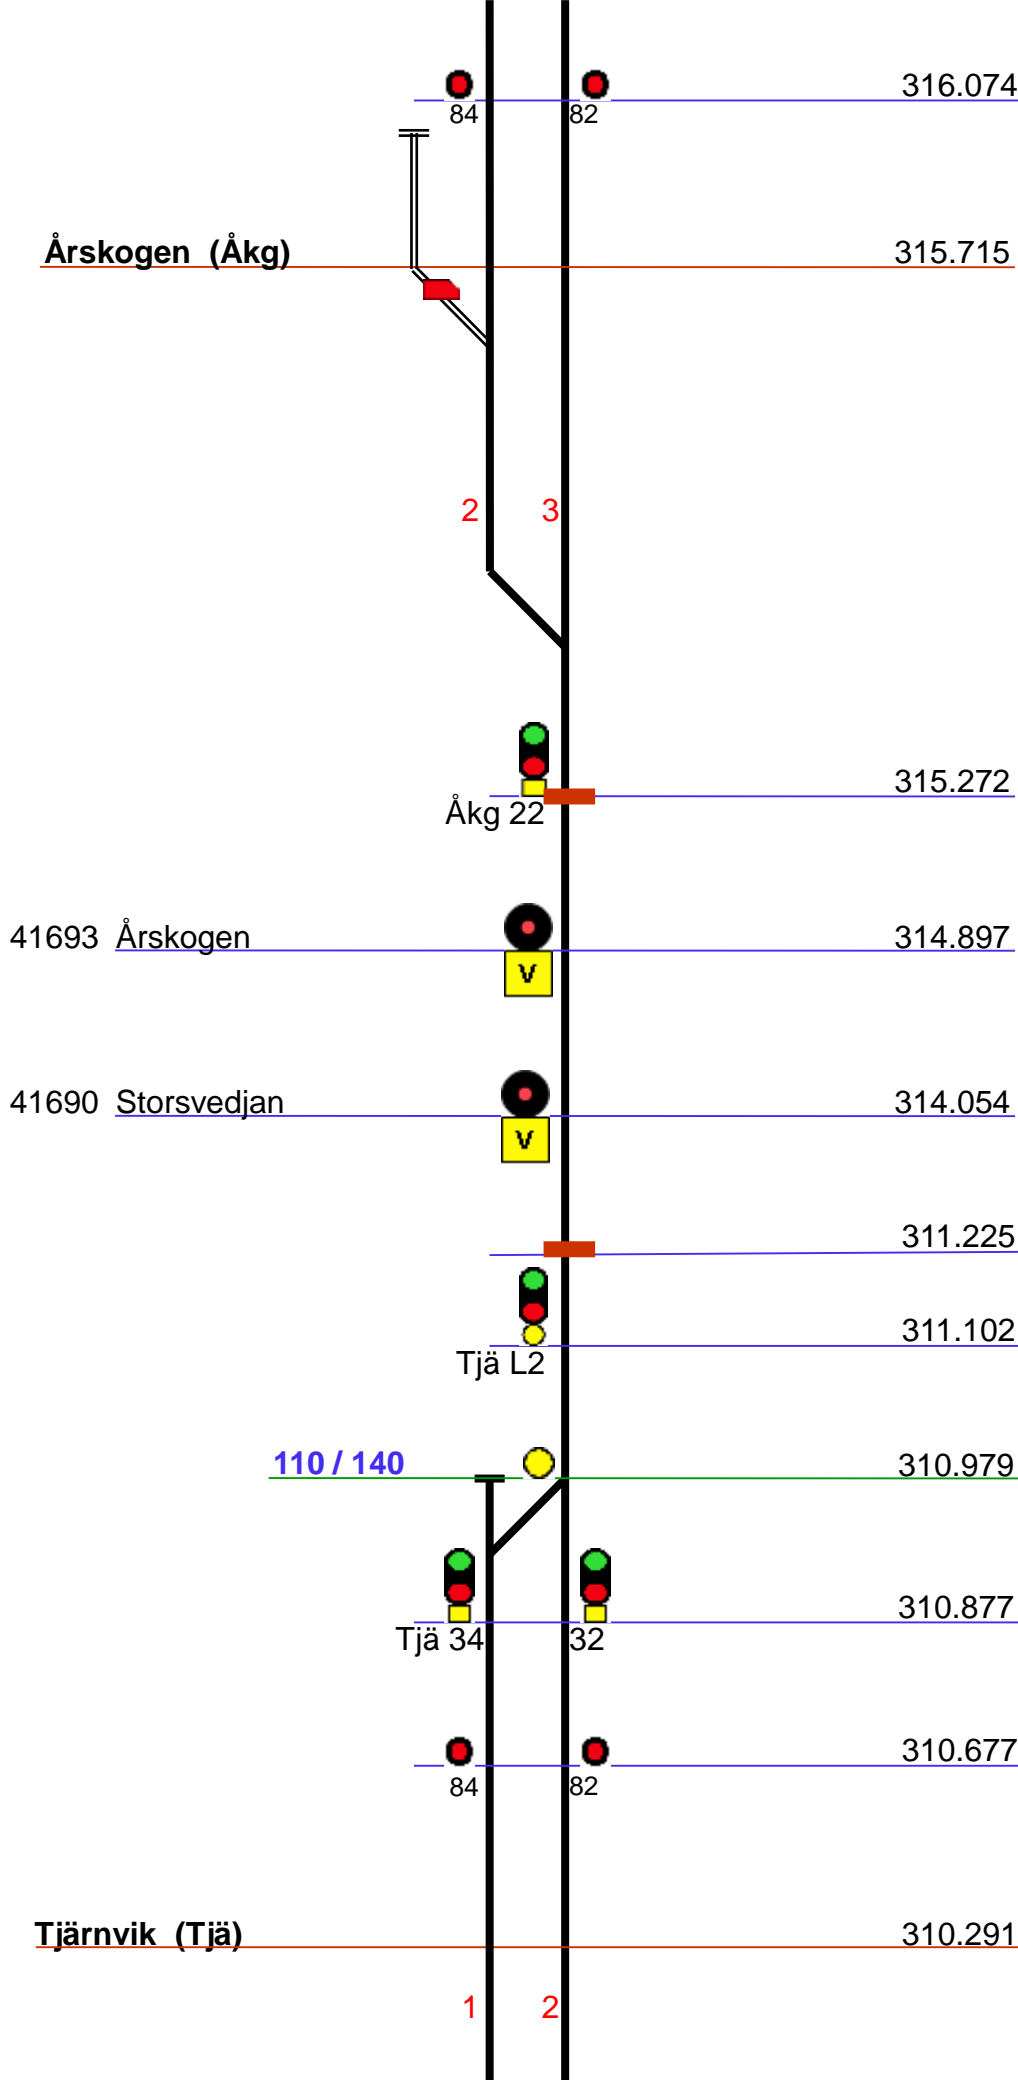 316.074
84 82
Årskogen (Åkg) 315.715
2 3
315.272
Åkg 22
41693 Årskogen 314.897
V
41690 Storsvedjan 314.054
V
311.225
311.102
Tjä L2
110 / 140 310.979
310.877
Tjä 34 32
310.677
84 82
Tjärnvik (Tjä) 310.291
1 2